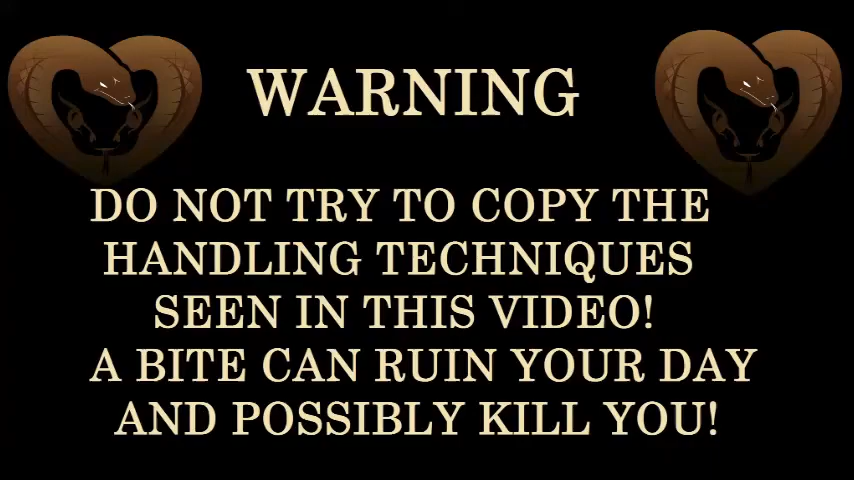 WARNING
DO NOT TRY TO COPY THE
HANDLING TECHNIQUES
SEEN IN THIS VIDEO!
A BITE CAN RUIN YOUR DAY
AND POSSIBLY KILL YOU!